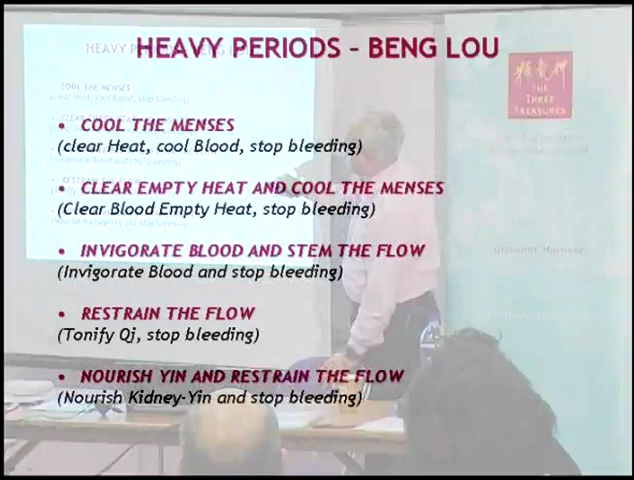 HEAVY PERIODS – BENG LOU
• COOL THE MENSES
(clear Heat, cool Blood, stop bleeding)
• CLEAR EMPTY HEAT AND COOL THE MENSES
(Clear Blood Empty Heat, stop bleeding)
• INVIGORATE BLOOD AND STEM THE FLOW
(Invigorate Blood and stop bleeding)
• RESTRAIN THE FLOW
(Tonify Qi, stop bleeding)
• NOURISH YIN AND RESTRAIN THE FLOW
(Nourish Kidney-Yin and stop bleeding)
THE
THREE
TREASURES